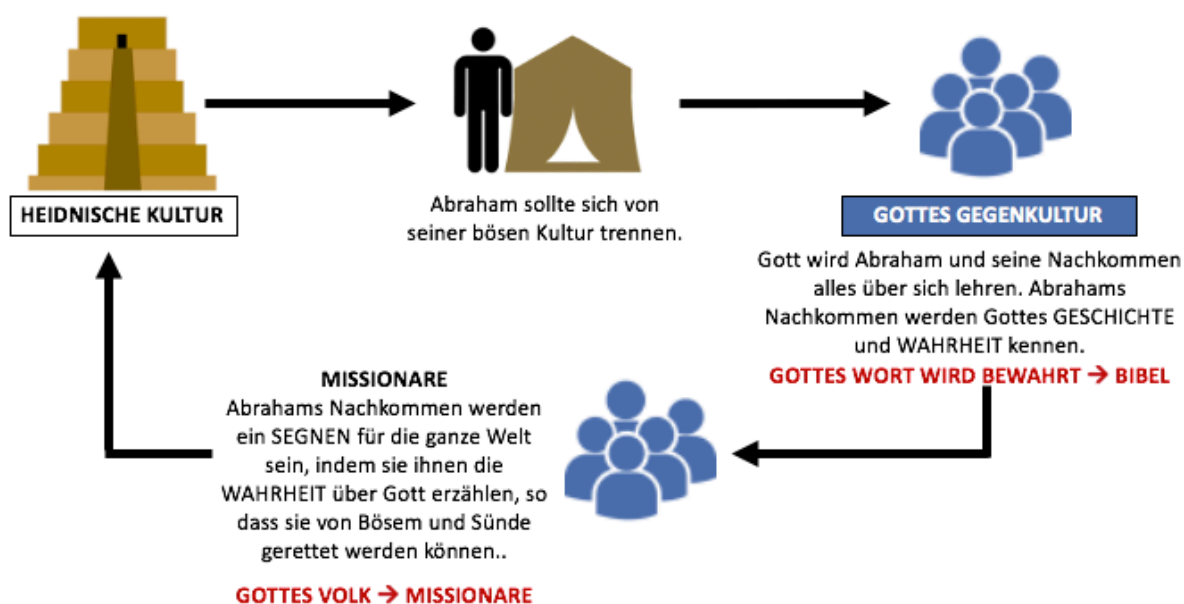 HEIDNISCHE KULTUR
Abraham sollte sich von
seiner bösen Kultur trennen.
GOTTES GEGENKULTUR
Gott wird Abraham und seine Nachkommen
alles über sich lehren. Abrahams
Nachkommen werden Gottes GESCHICHTE
und WAHRHEIT kennen.
GOTTES WORT WIRD BEWAHRT → BIBEL
MISSIONARE
Abrahams Nachkommen werden
ein SEGNEN für die ganze Welt
sein, indem sie ihnen die
WAHRHEIT über Gott erzählen, so
dass sie von Bösem und Sünde
gerettet werden können..
GOTTES VOLK → MISSIONARE